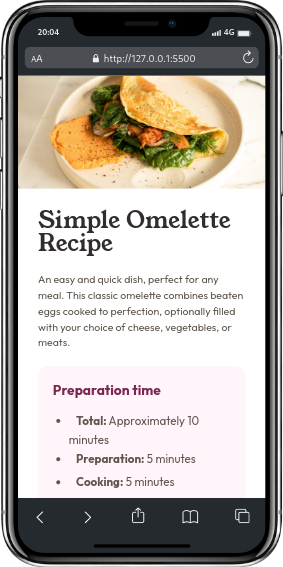 20:04
4G
AA
http://127.0.0.1:5500
Simple Omelette
Recipe
An easy and quick dish, perfect for any
meal. This classic omelette combines beaten
eggs cooked to perfection, optionally filled
with your choice of cheese, vegetables, or
meats.
Preparation time
• Total: Approximately 10
minutes
• Preparation: 5 minutes
• Cooking: 5 minutes